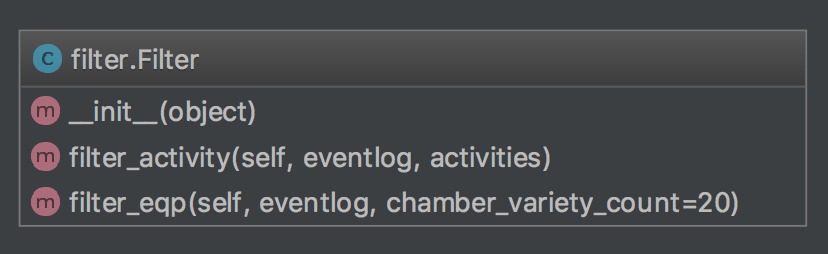 C filter.Filter
m __init__(object)
m filter_activity(self, eventlog, activities)
m filter_eqp(self, eventlog, chamber_variety_count=20)